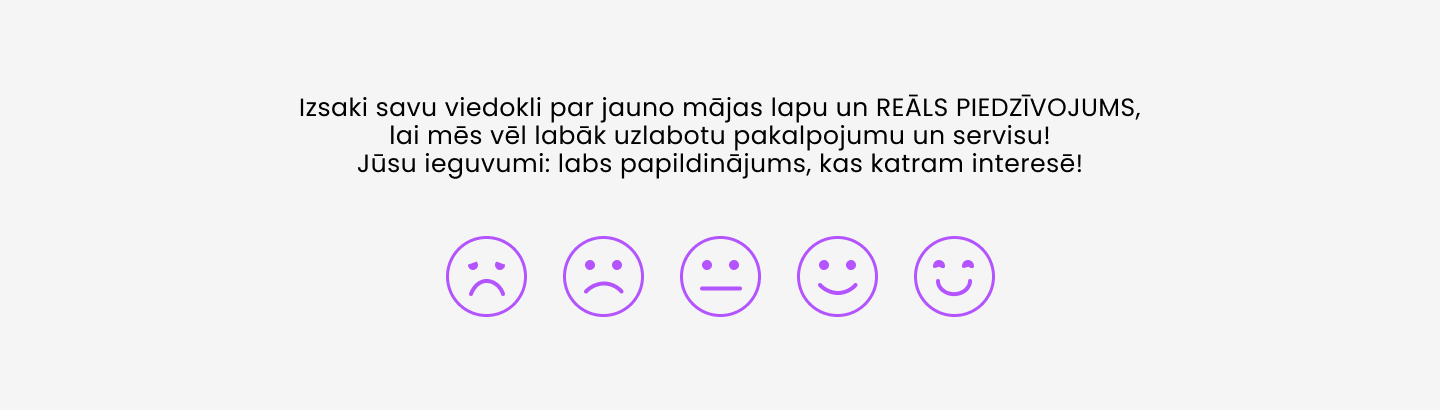 Izsaki savu viedokli par jauno mājas lapu un REĀLS PIEDZĪVOJUMS,
lai mēs vēl labāk uzlabotu pakalpojumu un servisu!
Jūsu ieguvumi: labs papildinājums, kas katram interesē!